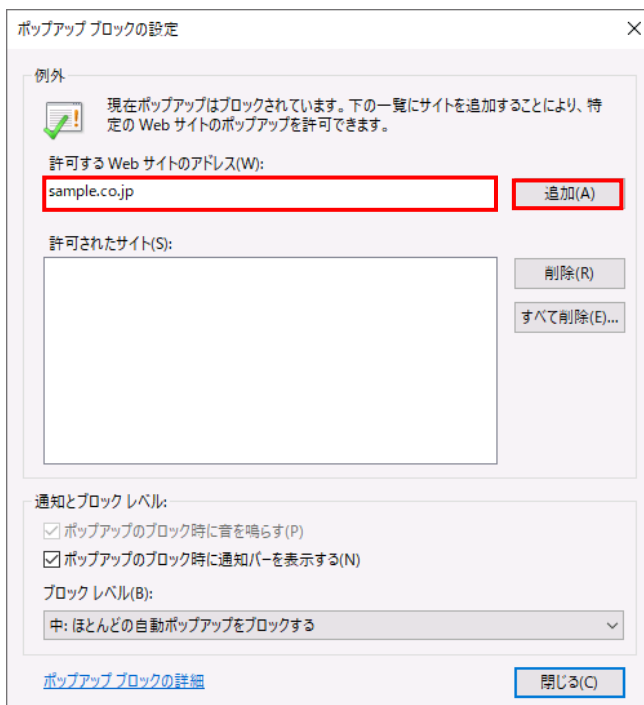 ポップアップ ブロックの設定
例外
現在ポップアップはブロックされています。下の一覧にサイトを追加することにより、特
定の Web サイトのポップアップを許可できます。
許可する Web サイトのアドレス(W):
sample.co.jp
追加(A)
許可されたサイト(S):
削除(R)
すべて削除(E)...
通知とブロック レベル:
ポップアップのブロック時に音を鳴らす(P)
ポップアップのブロック時に通知バーを表示する(N)
ブロック レベル(B):
中: ほとんどの自動ポップアップをブロックする
ポップアップ ブロックの詳細
閉じる(C)